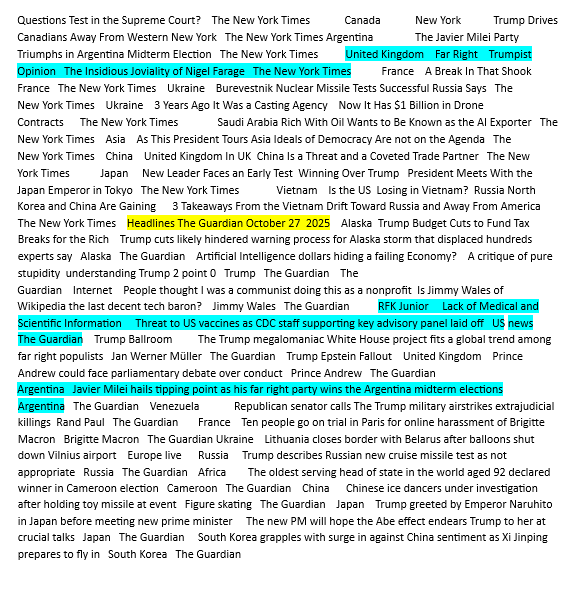 Questions Test in the Supreme Court? The New York Times Canada New York Trump Drives
Canadians Away From Western New York The New York Times Argentina The Javier Milei Party
Triumphs in Argentina Midterm Election The New York Times United Kingdom Far Right Trumpist
Opinion The Insidious Joviality of Nigel Farage The New York Times France A Break In That Shook
France The New York Times Ukraine Burevestnik Nuclear Missile Tests Successful Russia Says The
New York Times Ukraine 3 Years Ago It Was a Casting Agency Now It Has $1 Billion in Drone
Contracts The New York Times Saudi Arabia Rich With Oil Wants to Be Known as the AI Exporter The
New York Times Asia As This President Tours Asia Ideals of Democracy Are not on the Agenda The
New York Times China United Kingdom In UK China Is a Threat and a Coveted Trade Partner The New
York Times Japan New Leader Faces an Early Test Winning Over Trump President Meets With the
Japan Emperor in Tokyo The New York Times Vietnam Is the US Losing in Vietnam? Russia North
Korea and China Are Gaining 3 Takeaways From the Vietnam Drift Toward Russia and Away From America
The New York Times Headlines The Guardian October 27 2025 Alaska Trump Budget Cuts to Fund Tax
Breaks for the Rich Trump cuts likely hindered warning process for Alaska storm that displaced hundreds
experts say Alaska The Guardian Artificial Intelligence dollars hiding a failing Economy? A critique of pure
stupidity understanding Trump 2 point 0 Trump The Guardian The
Guardian Internet People thought I was a communist doing this as a nonprofit Is Jimmy Wales of
Wikipedia the last decent tech baron? Jimmy Wales The Guardian RFK Junior Lack of Medical and
Scientific Information Threat to US vaccines as CDC staff supporting key advisory panel laid off US news
The Guardian Trump Ballroom The Trump megalomaniac White House project fits a global trend among
far right populists Jan Werner Müller The Guardian Trump Epstein Fallout United Kingdom Prince
Andrew could face parliamentary debate over conduct Prince Andrew The Guardian
Argentina Javier Milei hails tipping point as his far right party wins the Argentina midterm elections
Argentina The Guardian Venezuela Republican senator calls The Trump military airstrikes extrajudicial
killings Rand Paul The Guardian France Ten people go on trial in Paris for online harassment of Brigitte
Macron Brigitte Macron The Guardian Ukraine Lithuania closes border with Belarus after balloons shut
down Vilnius airport Europe live Russia Trump describes Russian new cruise missile test as not
appropriate Russia The Guardian Africa The oldest serving head of state in the world aged 92 declared
winner in Cameroon election Cameroon The Guardian China Chinese ice dancers under investigation
after holding toy missile at event Figure skating The Guardian Japan Trump greeted by Emperor Naruhito
in Japan before meeting new prime minister The new PM will hope the Abe effect endears Trump to her at
crucial talks Japan The Guardian South Korea grapples with surge in against China sentiment as Xi Jinping
prepares to fly in South Korea The Guardian